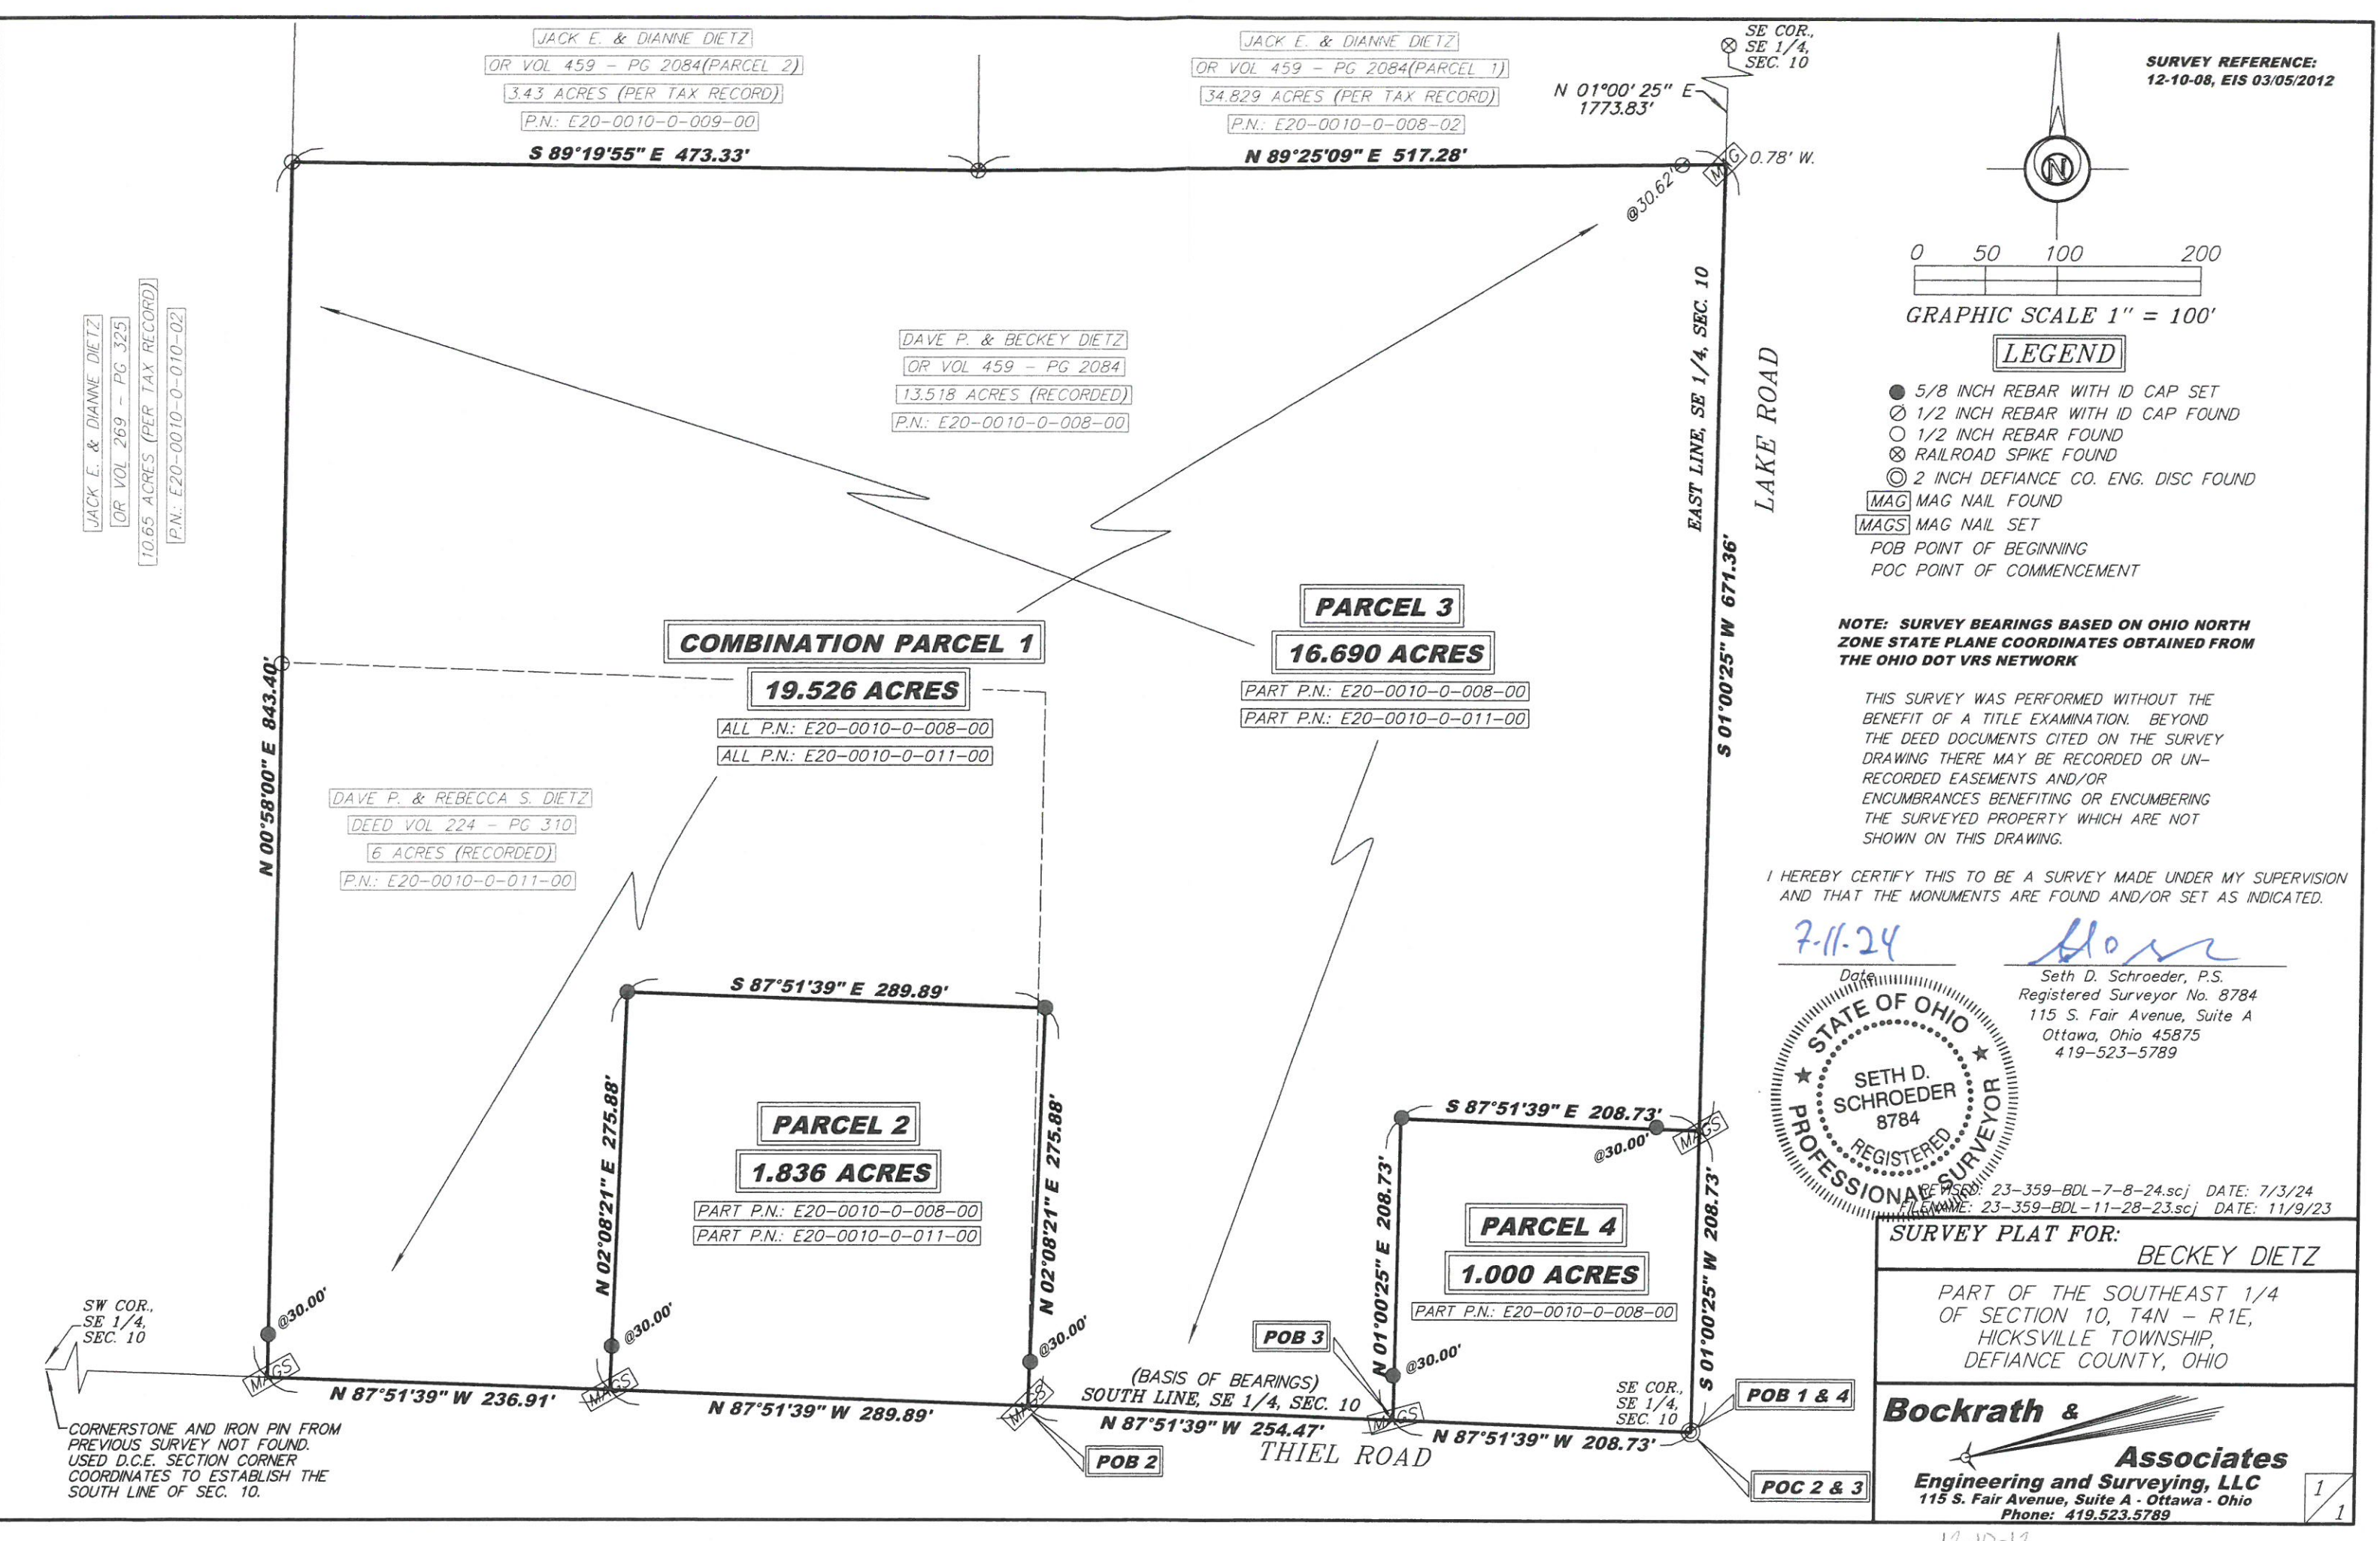 JACK E. & DIANNE DIETZ
OR VOL 459 - PG 2084(PARCEL 2)
3.43 ACRES (PER TAX RECORD)
P.N.: E20-0010-0-009-00
JACK E. & DIANNE DIETZ
OR VOL 459 - PG 2084(PARCEL 1)
34.829 ACRES (PER TAX RECORD)
P.N.: E20-0010-0-008-02
SE COR.,
SE 1/4,
SEC. 10
N 01°00'25" E
1773.83'
SURVEY REFERENCE:
12-10-08, EIS 03/05/2012
S 89°19'55" E 473.33'
N 89°25'09" E 517.28'
MAG
0.78' W.
@30.62'
N
0 50 100 200
GRAPHIC SCALE 1" = 100'
LEGEND
5/8 INCH REBAR WITH ID CAP SET
1/2 INCH REBAR WITH ID CAP FOUND
1/2 INCH REBAR FOUND
RAILROAD SPIKE FOUND
2 INCH DEFIANCE CO. ENG. DISC FOUND
MAG MAG NAIL FOUND
MAGS MAG NAIL SET
POB POINT OF BEGINNING
POC POINT OF COMMENCEMENT
JACK E. & DIANNE DIETZ
OR VOL 269 - PG 325
10.65 ACRES (PER TAX RECORD)
P.N.: E20-0010-0-010-02
DAVE P. & BECKEY DIETZ
OR VOL 459 - PG 2084
13.518 ACRES (RECORDED)
P.N.: E20-0010-0-008-00
EAST LINE, SE 1/4, SEC. 10
LAKE ROAD
S 01°00'25" W 671.36'
N 00°58'00" E 843.40'
COMBINATION PARCEL 1
19.526 ACRES
ALL P.N.: E20-0010-0-008-00
ALL P.N.: E20-0010-0-011-00
PARCEL 3
16.690 ACRES
PART P.N.: E20-0010-0-008-00
PART P.N.: E20-0010-0-011-00
NOTE: SURVEY BEARINGS BASED ON OHIO NORTH
ZONE STATE PLANE COORDINATES OBTAINED FROM
THE OHIO DOT VRS NETWORK
THIS SURVEY WAS PERFORMED WITHOUT THE
BENEFIT OF A TITLE EXAMINATION. BEYOND
THE DEED DOCUMENTS CITED ON THE SURVEY
DRAWING THERE MAY BE RECORDED OR UN-
RECORDED EASEMENTS AND/OR
ENCUMBRANCES BENEFITING OR ENCUMBERING
THE SURVEYED PROPERTY WHICH ARE NOT
SHOWN ON THIS DRAWING.
I HEREBY CERTIFY THIS TO BE A SURVEY MADE UNDER MY SUPERVISION
AND THAT THE MONUMENTS ARE FOUND AND/OR SET AS INDICATED.
7-11-24
Date
Seth D. Schroeder, P.S.
Registered Surveyor No. 8784
115 S. Fair Avenue, Suite A
Ottawa, Ohio 45875
419-523-5789
STATE OF OHIO
SETH D.
SCHROEDER
8784
REGISTERED
PROFESSIONAL SURVEYOR
DAVE P. & REBECCA S. DIETZ
DEED VOL 224 - PG 310
6 ACRES (RECORDED)
P.N.: E20-0010-0-011-00
S 87°51'39" E 289.89'
N 02°08'21" E 275.88'
N 02°08'21" E 275.88'
PARCEL 2
1.836 ACRES
PART P.N.: E20-0010-0-008-00
PART P.N.: E20-0010-0-011-00
S 87°51'39" E 208.73'
@30.00'
MAGS
N 01°00'25" E 208.73'
S 01°00'25" W 208.73'
PARCEL 4
1.000 ACRES
PART P.N.: E20-0010-0-008-00
REVISED: 23-359-BDL-7-8-24.scj DATE: 7/3/24
FILENAME: 23-359-BDL-11-28-23.scj DATE: 11/9/23
SURVEY PLAT FOR:
BECKEY DIETZ
PART OF THE SOUTHEAST 1/4
OF SECTION 10, T4N - R1E,
HICKSVILLE TOWNSHIP,
DEFIANCE COUNTY, OHIO
SW COR.,
SE 1/4,
SEC. 10
@30.00'
@30.00'
@30.00'
@30.00'
MAGS
MAGS
MAGS
MAGS
POB 3
(BASIS OF BEARINGS)
SOUTH LINE, SE 1/4, SEC. 10
SE COR.,
SE 1/4,
SEC. 10
POB 1 & 4
N 87°51'39" W 236.91'
N 87°51'39" W 289.89'
N 87°51'39" W 254.47'
N 87°51'39" W 208.73'
THIEL ROAD
POB 2
POC 2 & 3
CORNERSTONE AND IRON PIN FROM
PREVIOUS SURVEY NOT FOUND.
USED D.C.E. SECTION CORNER
COORDINATES TO ESTABLISH THE
SOUTH LINE OF SEC. 10.
Bockrath &
Associates
Engineering and Surveying, LLC
115 S. Fair Avenue, Suite A - Ottawa - Ohio
Phone: 419.523.5789
1/1